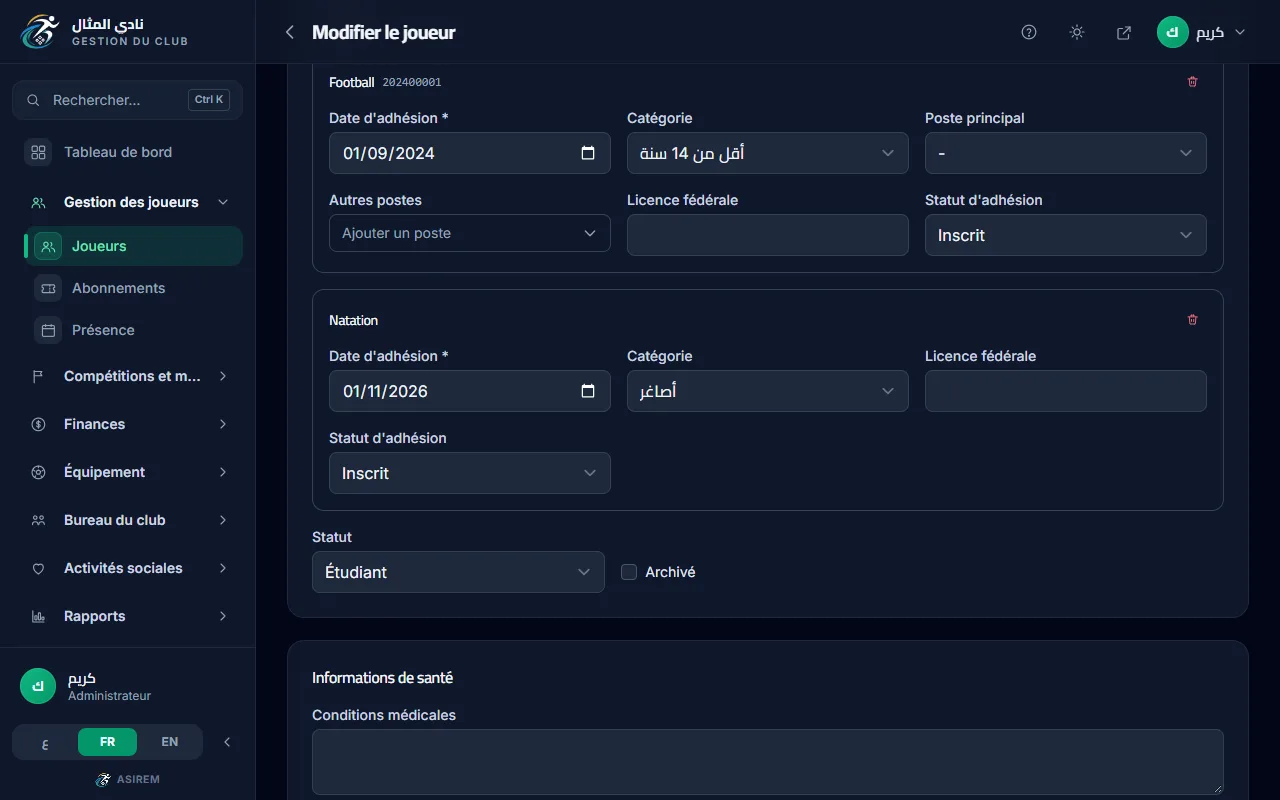 نادي المثال
GESTION DU CLUB
Rechercher...
Ctrl K
Tableau de bord
Gestion des joueurs
Joueurs
Abonnements
Présence
Compétitions et m...
Finances
Équipement
Bureau du club
Activités sociales
Rapports
ك
كريم
Administrateur
ع
FR
EN
ASIREM
Modifier le joueur
ك
كريم
Football 202400001
Date d'adhésion *
Catégorie
Poste principal
01/09/2024
أقل من 14 سنة
-
Autres postes
Licence fédérale
Statut d'adhésion
Ajouter un poste
Inscrit
Natation
Date d'adhésion *
Catégorie
Licence fédérale
01/11/2026
أصاغر
Statut d'adhésion
Inscrit
Statut
Étudiant
Archivé
Informations de santé
Conditions médicales